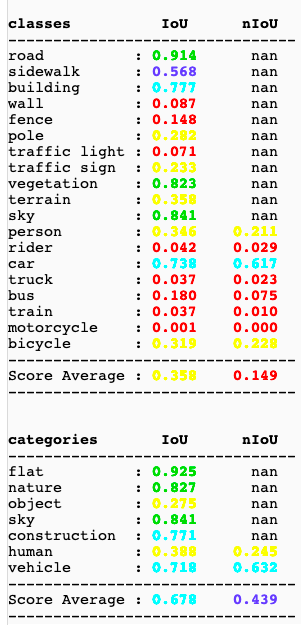 classes IoU nIoU
--------------------------------
road : 0.914 nan
sidewalk : 0.568 nan
building : 0.777 nan
wall : 0.087 nan
fence : 0.148 nan
pole : 0.282 nan
traffic light : 0.071 nan
traffic sign : 0.233 nan
vegetation : 0.823 nan
terrain : 0.358 nan
sky : 0.841 nan
person : 0.346 0.211
rider : 0.042 0.029
car : 0.738 0.617
truck : 0.037 0.023
bus : 0.180 0.075
train : 0.037 0.010
motorcycle : 0.001 0.000
bicycle : 0.319 0.228
--------------------------------
Score Average : 0.358 0.149
--------------------------------
categories IoU nIoU
--------------------------------
flat : 0.925 nan
nature : 0.827 nan
object : 0.275 nan
sky : 0.841 nan
construction : 0.771 nan
human : 0.388 0.245
vehicle : 0.718 0.632
--------------------------------
Score Average : 0.678 0.439
--------------------------------